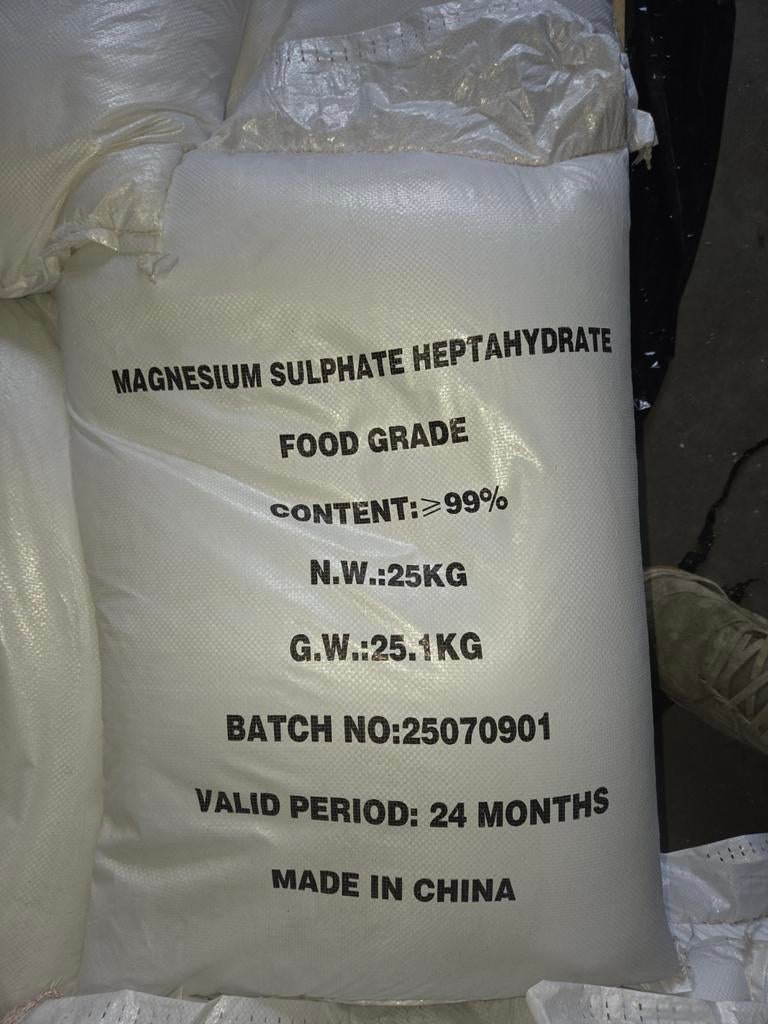 MAGNESIUM SULPHATE HEPTAHYDRATE
FOOD GRADE
CONTENT:≥99%
N.W.:25KG
G.W.:25.1KG
BATCH NO:25070901
VALID PERIOD: 24 MONTHS
MADE IN CHINA